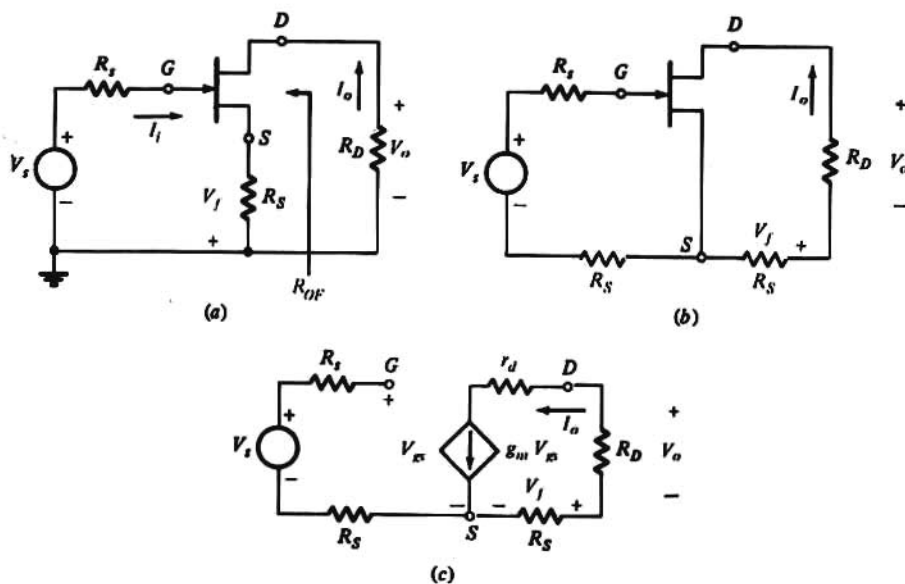 D
D
R_s
G
I_i
I_o
+
S
R_D
V_o
V_s
+
−
V_f
R_S
−
+
R_OF
(a)
R_s
G
I_o
+
V_s
+
−
R_D
V_o
−
S
V_f
+
R_S
R_S
(b)
R_s
G
+
r_d
D
I_o
+
V_s
+
−
V_gs
g_m V_gs
R_D
V_o
−
R_S
−
S
−
V_f
+
R_S
(c)